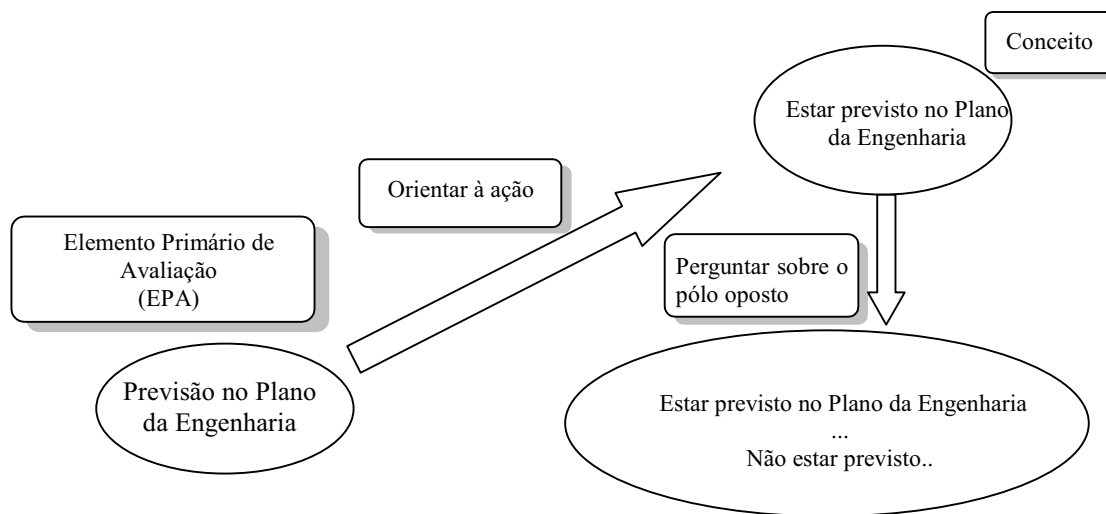 Conceito
Estar previsto no Plano
da Engenharia
Orientar à ação
Elemento Primário de
Avaliação
(EPA)
Perguntar sobre o
pólo oposto
Previsão no Plano
da Engenharia
Estar previsto no Plano da Engenharia
...
Não estar previsto..